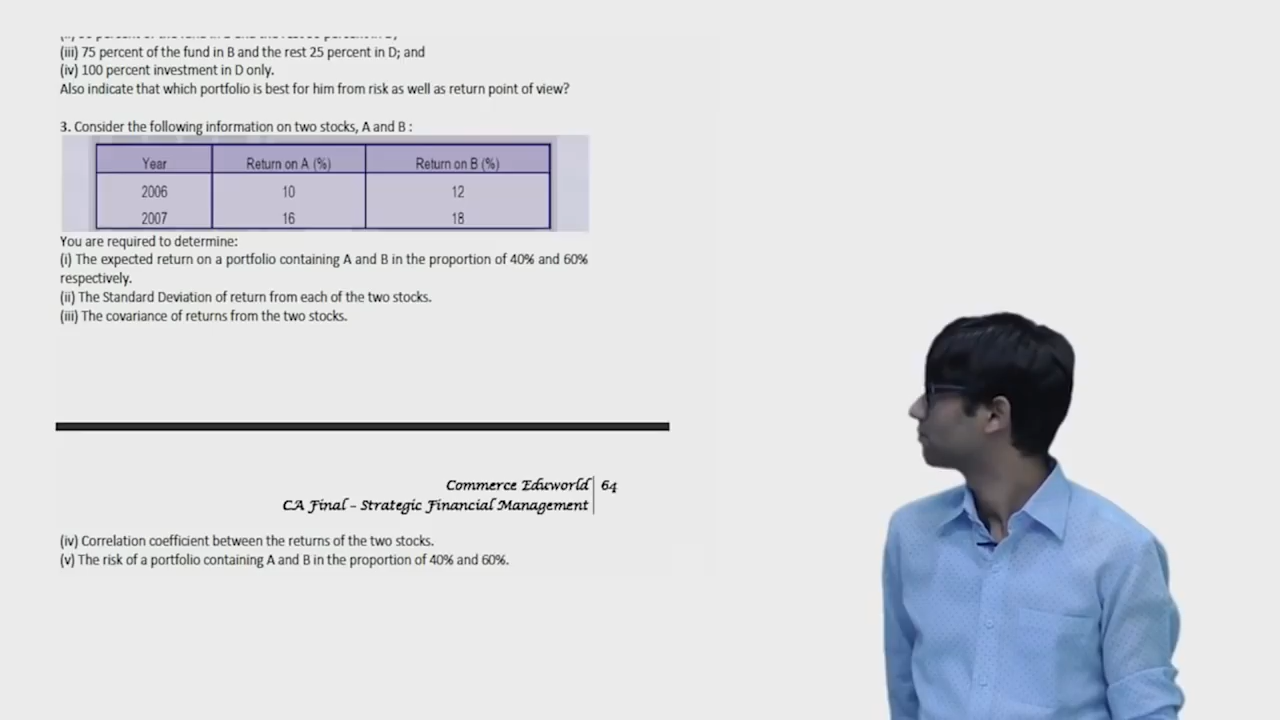 (iii) 75 percent of the fund in B and the rest 25 percent in D; and
(iv) 100 percent investment in D only.
Also indicate that which portfolio is best for him from risk as well as return point of view?
3. Consider the following information on two stocks, A and B :
Year Return on A (%) Return on B (%)
2006 10 12
2007 16 18
You are required to determine:
(i) The expected return on a portfolio containing A and B in the proportion of 40% and 60%
respectively.
(ii) The Standard Deviation of return from each of the two stocks.
(iii) The covariance of returns from the two stocks.
Commerce Eduworld 64
CA Final - Strategic Financial Management
(iv) Correlation coefficient between the returns of the two stocks.
(v) The risk of a portfolio containing A and B in the proportion of 40% and 60%.